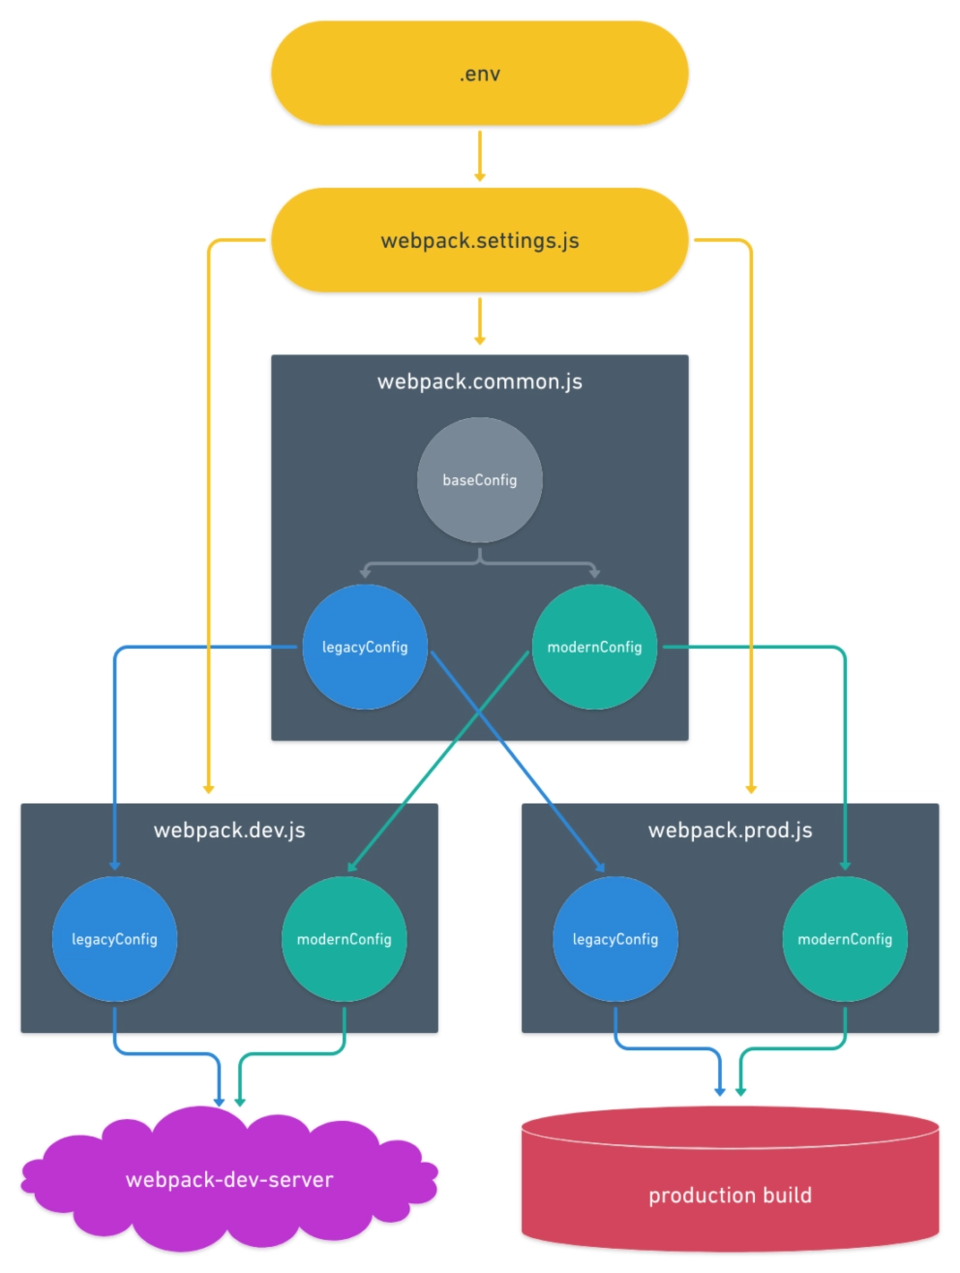 .env
webpack.settings.js
webpack.common.js
baseConfig
legacyConfig
modernConfig
webpack.dev.js
legacyConfig
modernConfig
webpack.prod.js
legacyConfig
modernConfig
webpack-dev-server
production build